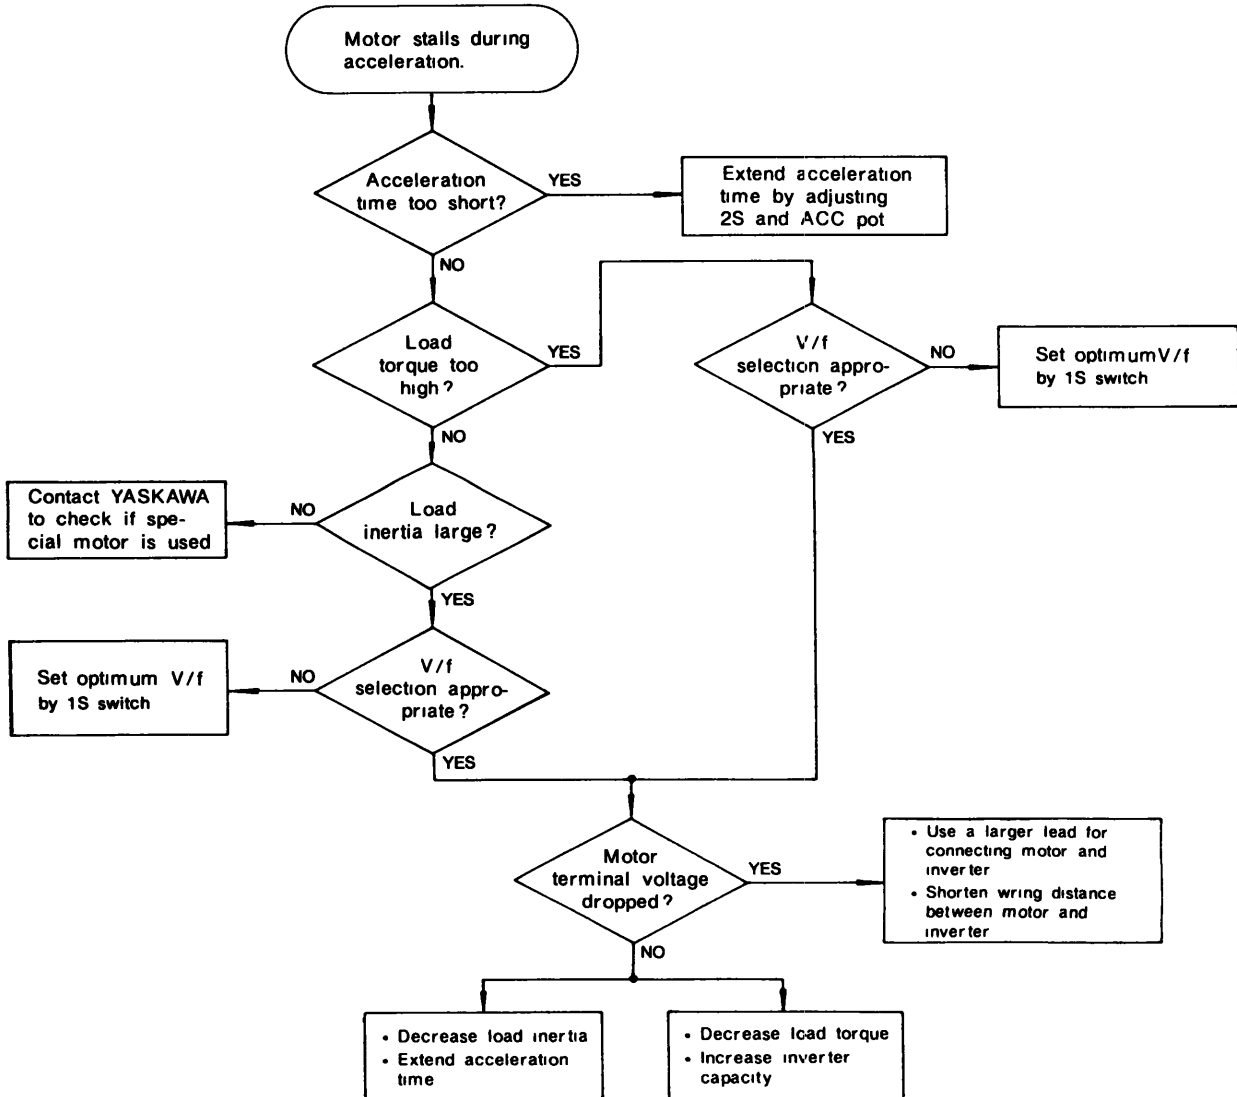 Motor stalls during
acceleration.
Acceleration
time too short?
YES
Extend acceleration
time by adjusting
2S and ACC pot
NO
Load
torque too
high?
YES
V/f
selection appro-
priate?
NO
Set optimum V/f
by 1S switch
NO
YES
Contact YASKAWA
to check if spe-
cial motor is used
NO
Load
inertia large?
YES
Set optimum V/f
by 1S switch
NO
V/f
selection appro-
priate?
YES
Motor
terminal voltage
dropped?
YES
• Use a larger lead for
connecting motor and
inverter
• Shorten wring distance
between motor and
inverter
NO
• Decrease load inertia
• Extend acceleration
time
• Decrease load torque
• Increase inverter
capacity